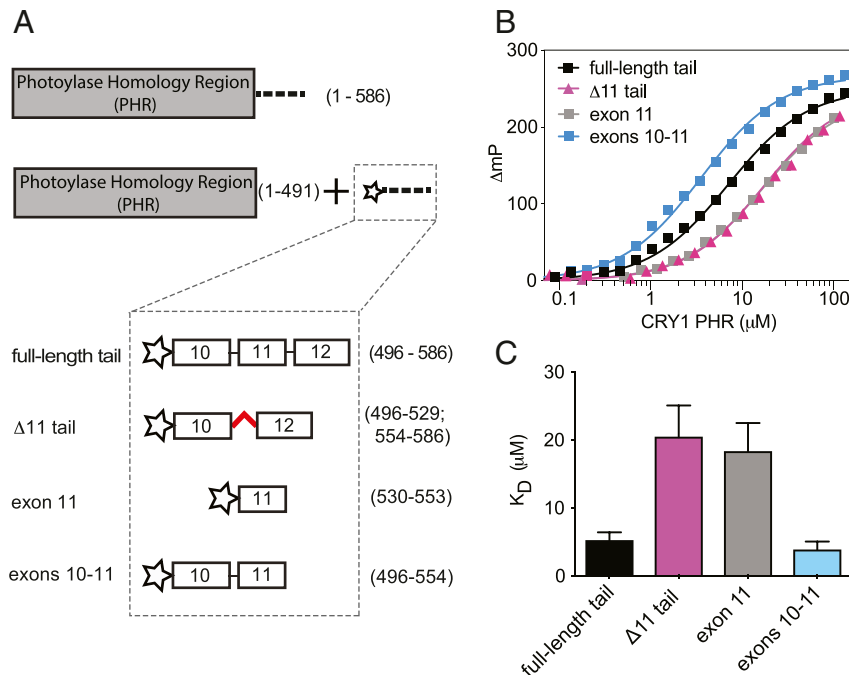 A
Photoylase Homology Region
(PHR)
(1 - 586)
Photoylase Homology Region
(PHR)
(1-491)
+
full-length tail
10
11
12
(496 - 586)
Δ11 tail
10
12
(496-529;
554-586)
exon 11
11
(530-553)
exons 10-11
10
11
(496-554)
B
300
200
100
0
ΔmP
full-length tail
Δ11 tail
exon 11
exons 10-11
0.1
1
10
100
CRY1 PHR (μM)
C
30
20
10
0
KD (μM)
full-length tail
Δ11 tail
exon 11
exons 10-11